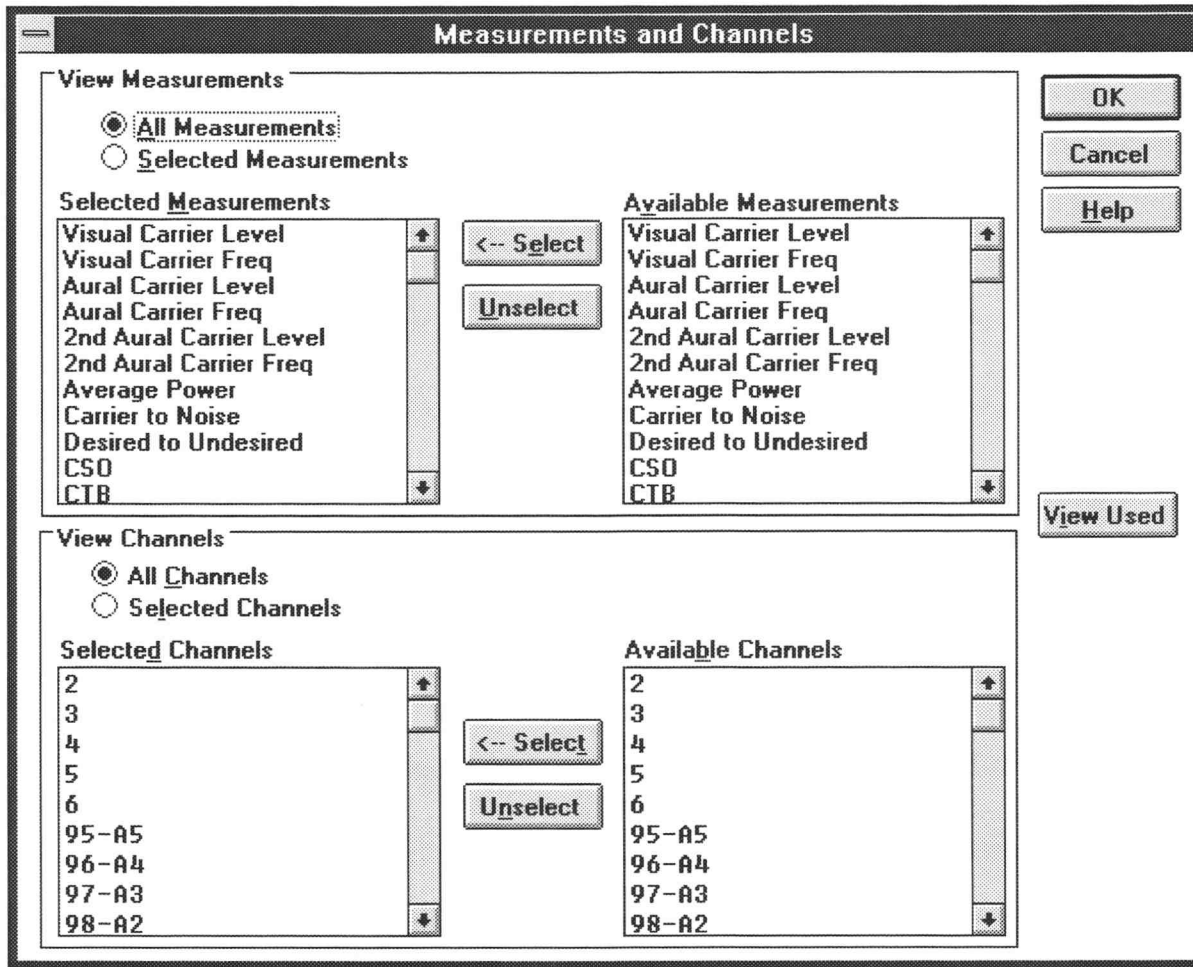 Measurements and Channels
View Measurements
All Measurements
Selected Measurements
Selected Measurements
Visual Carrier Level
Visual Carrier Freq
Aural Carrier Level
Aural Carrier Freq
2nd Aural Carrier Level
2nd Aural Carrier Freq
Average Power
Carrier to Noise
Desired to Undesired
CSO
CTB
<-- Select
Unselect
Available Measurements
Visual Carrier Level
Visual Carrier Freq
Aural Carrier Level
Aural Carrier Freq
2nd Aural Carrier Level
2nd Aural Carrier Freq
Average Power
Carrier to Noise
Desired to Undesired
CSO
CTB
OK
Cancel
Help
View Used
View Channels
All Channels
Selected Channels
Selected Channels
2
3
4
5
6
95-A5
96-A4
97-A3
98-A2
<-- Select
Unselect
Available Channels
2
3
4
5
6
95-A5
96-A4
97-A3
98-A2